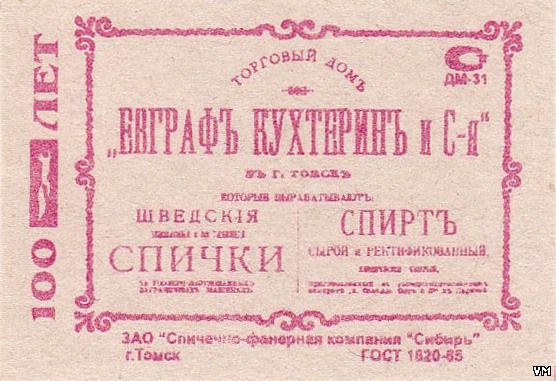 100 ЛЕТ
ТОРГОВЫЙ ДОМЪ
ДМ-31
„ЕВГРАФЪ КУХТЕРИНЪ и С-я“
ВЪ Г. ТОМСКѢ
КОТОРЫЕ ВЫРАБАТЫВАЮТЪ:
ШВЕДСКІЯ
СПИЧКИ
СПИРТЪ
СЫРОЙ и РЕКТИФИКОВАННЫЙ,
ЗАО "Спичечно-фанерная компания "Сибирь"
г.Томск ГОСТ 1820-85
VM